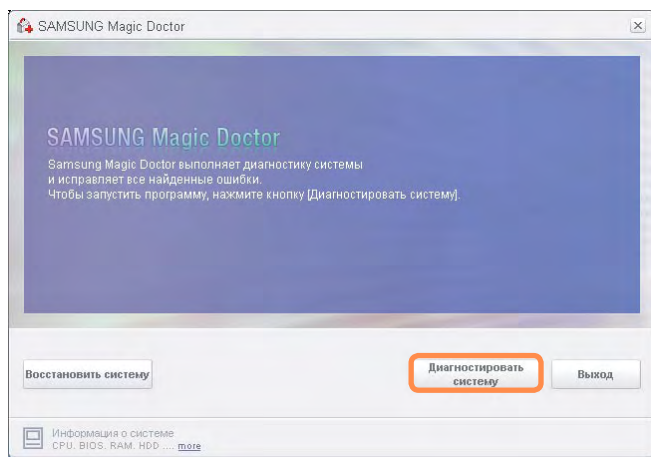 SAMSUNG Magic Doctor
SAMSUNG Magic Doctor
Samsung Magic Doctor выполняет диагностику системы
и исправляет все найденные ошибки.
Чтобы запустить программу, нажмите кнопку [Диагностировать систему].
Восстановить систему
Диагностировать
систему
Выход
Информация о системе
CPU. BIOS. RAM. HDD .... more